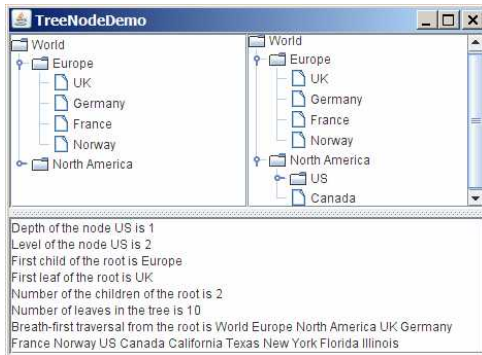 TreeNodeDemo
World
Europe
UK
Germany
France
Norway
North America
World
Europe
UK
Germany
France
Norway
North America
US
Canada
Depth of the node US is 1
Level of the node US is 2
First child of the root is Europe
First leaf of the root is UK
Number of the children of the root is 2
Number of leaves in the tree is 10
Breath-first traversal from the root is World Europe North America UK Germany
France Norway US Canada California Texas New York Florida Illinois